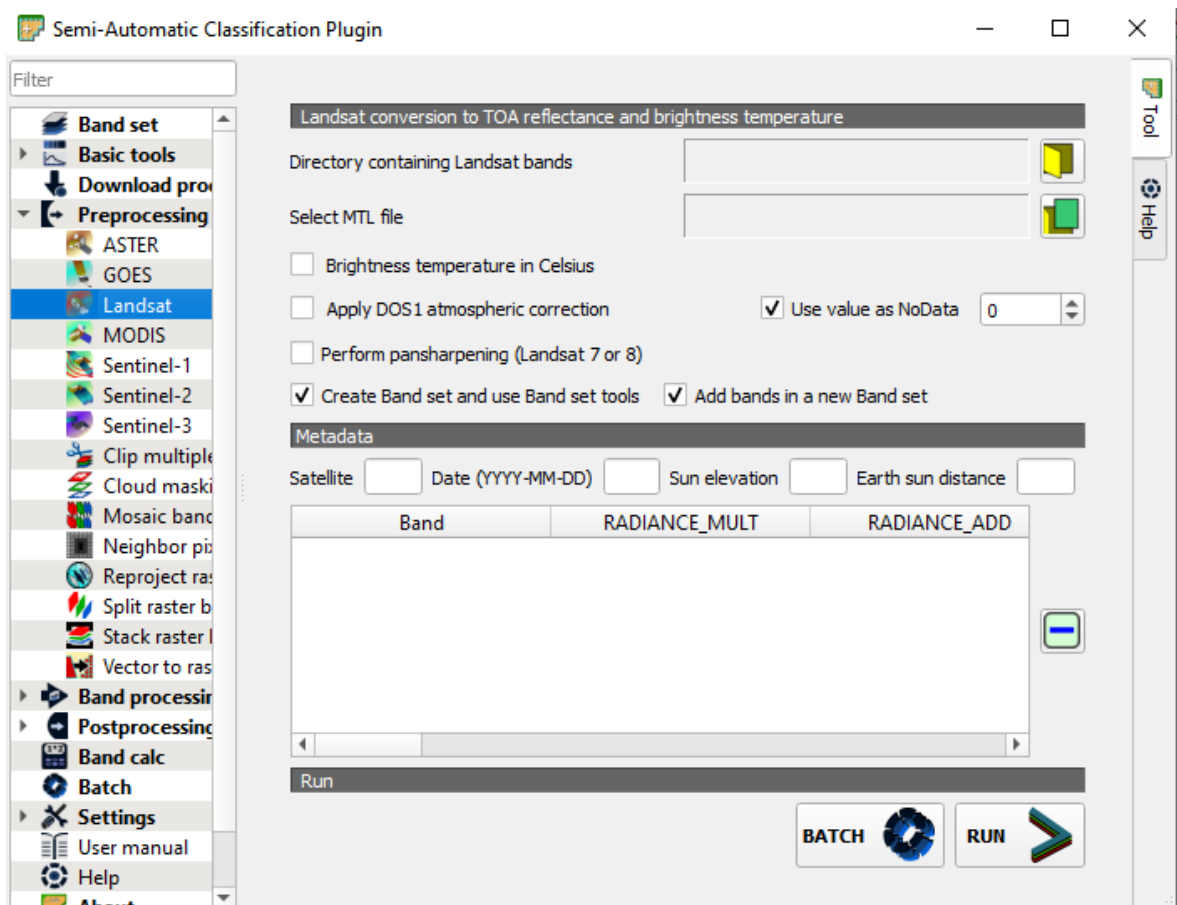 Semi-Automatic Classification Plugin
Filter
Band set
Basic tools
Download pro
Preprocessing
ASTER
GOES
Landsat
MODIS
Sentinel-1
Sentinel-2
Sentinel-3
Clip multiple
Cloud maski
Mosaic band
Neighbor pix
Reproject ras
Split raster b
Stack raster
Vector to ras
Band processin
Postprocessing
Band calc
Batch
Settings
User manual
Help
About
Landsat conversion to TOA reflectance and brightness temperature
Directory containing Landsat bands
Select MTL file
Brightness temperature in Celsius
Apply DOS1 atmospheric correction
Use value as NoData 0
Perform pansharpening (Landsat 7 or 8)
Create Band set and use Band set tools Add bands in a new Band set
Metadata
Satellite Date (YYYY-MM-DD) Sun elevation Earth sun distance
Band RADIANCE_MULT RADIANCE_ADD
Run
BATCH RUN
Tool
Help